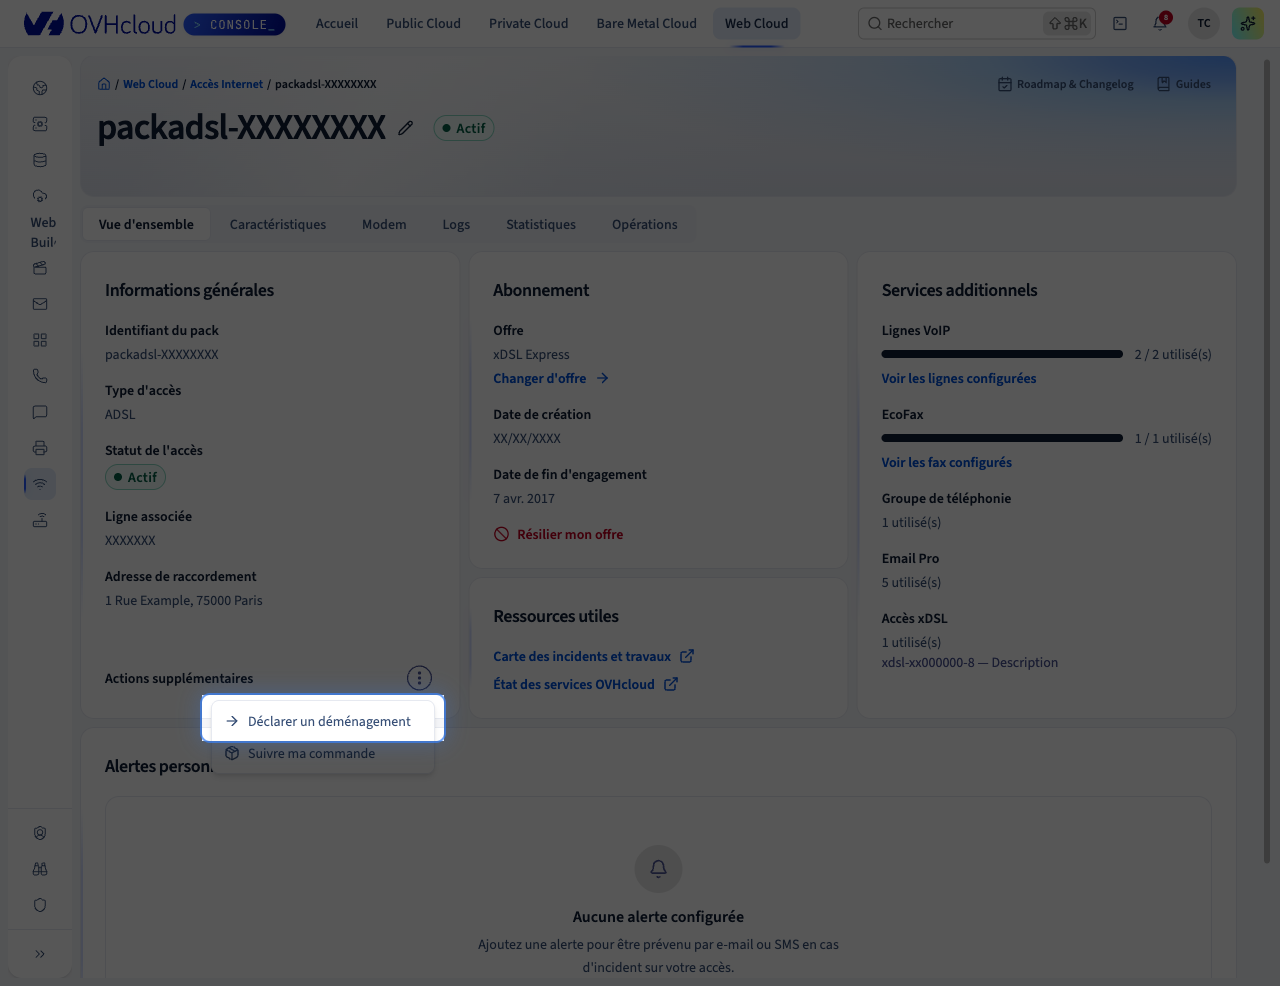 OVHcloud > CONSOLE_ Accueil Public Cloud Private Cloud Bare Metal Cloud Web Cloud Rechercher ⇧⌘K 8 TC
/ Web Cloud / Accès Internet / packadsl-XXXXXXXX
Roadmap & Changelog Guides
packadsl-XXXXXXXX Actif
Web
Buil
Vue d'ensemble Caractéristiques Modem Logs Statistiques Opérations
Informations générales
Identifiant du pack
packadsl-XXXXXXXX
Type d'accès
ADSL
Statut de l'accès
Actif
Ligne associée
XXXXXXX
Adresse de raccordement
1 Rue Example, 75000 Paris
Actions supplémentaires
Déclarer un déménagement
Suivre ma commande
Abonnement
Offre
xDSL Express
Changer d'offre
Date de création
XX/XX/XXXX
Date de fin d'engagement
7 avr. 2017
Résilier mon offre
Ressources utiles
Carte des incidents et travaux
État des services OVHcloud
Services additionnels
Lignes VoIP
2 / 2 utilisé(s)
Voir les lignes configurées
EcoFax
1 / 1 utilisé(s)
Voir les fax configurés
Groupe de téléphonie
1 utilisé(s)
Email Pro
5 utilisé(s)
Accès xDSL
1 utilisé(s)
xdsl-xx000000-8 — Description
Alertes person
Aucune alerte configurée
Ajoutez une alerte pour être prévenu par e-mail ou SMS en cas
d'incident sur votre accès.